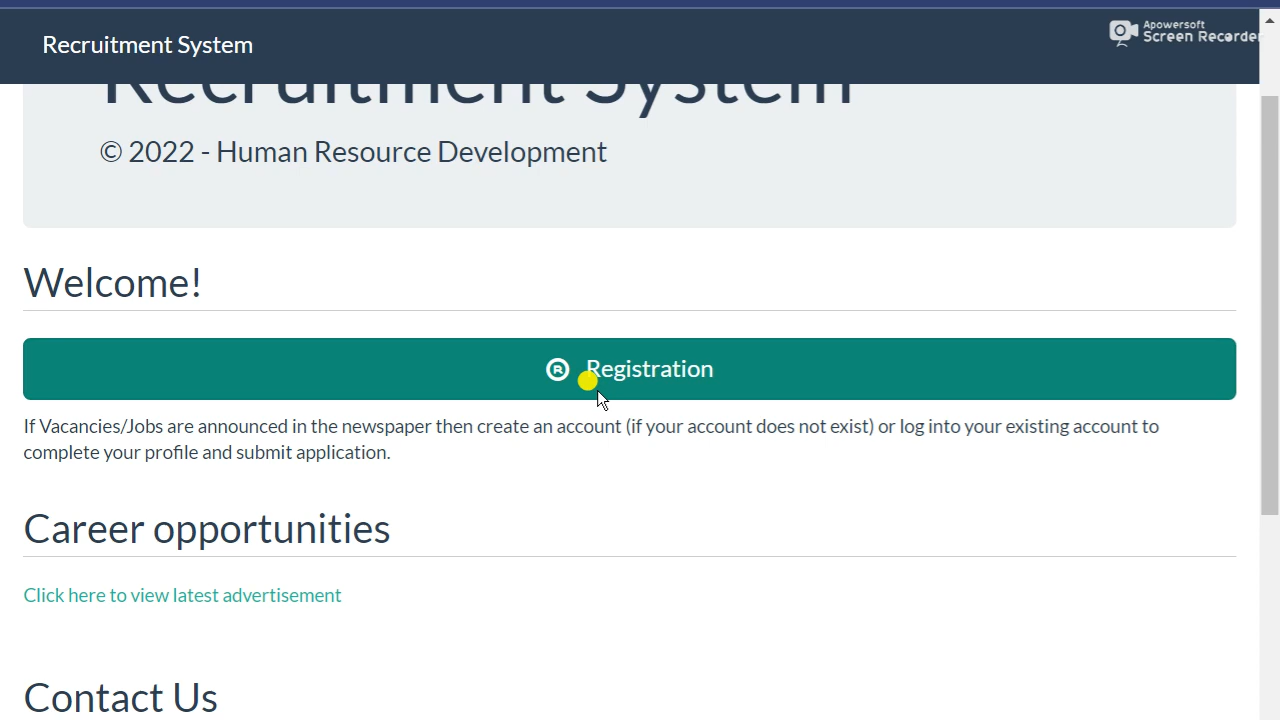 Recruitment System
Apowersoft
Screen Recorder
Recruitment System
© 2022 - Human Resource Development
Welcome!
Registration
If Vacancies/Jobs are announced in the newspaper then create an account (if your account does not exist) or log into your existing account to
complete your profile and submit application.
Career opportunities
Click here to view latest advertisement
Contact Us